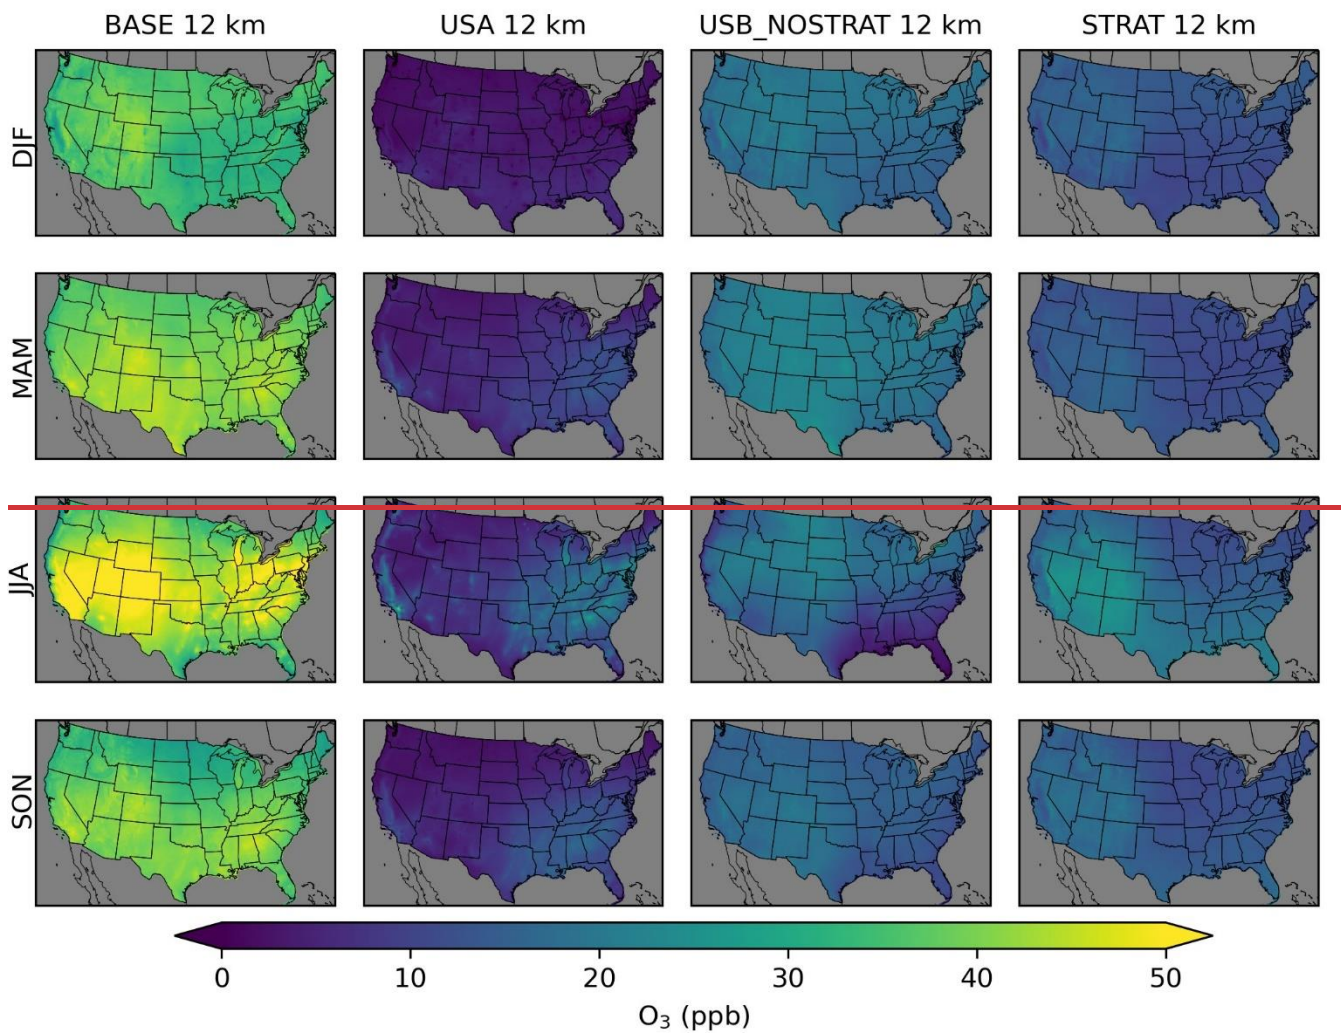 BASE 12 km USA 12 km USB_NOSTRAT 12 km STRAT 12 km
DJF
MAM
JJA
SON
0 10 20 30 40 50
O₃ (ppb)